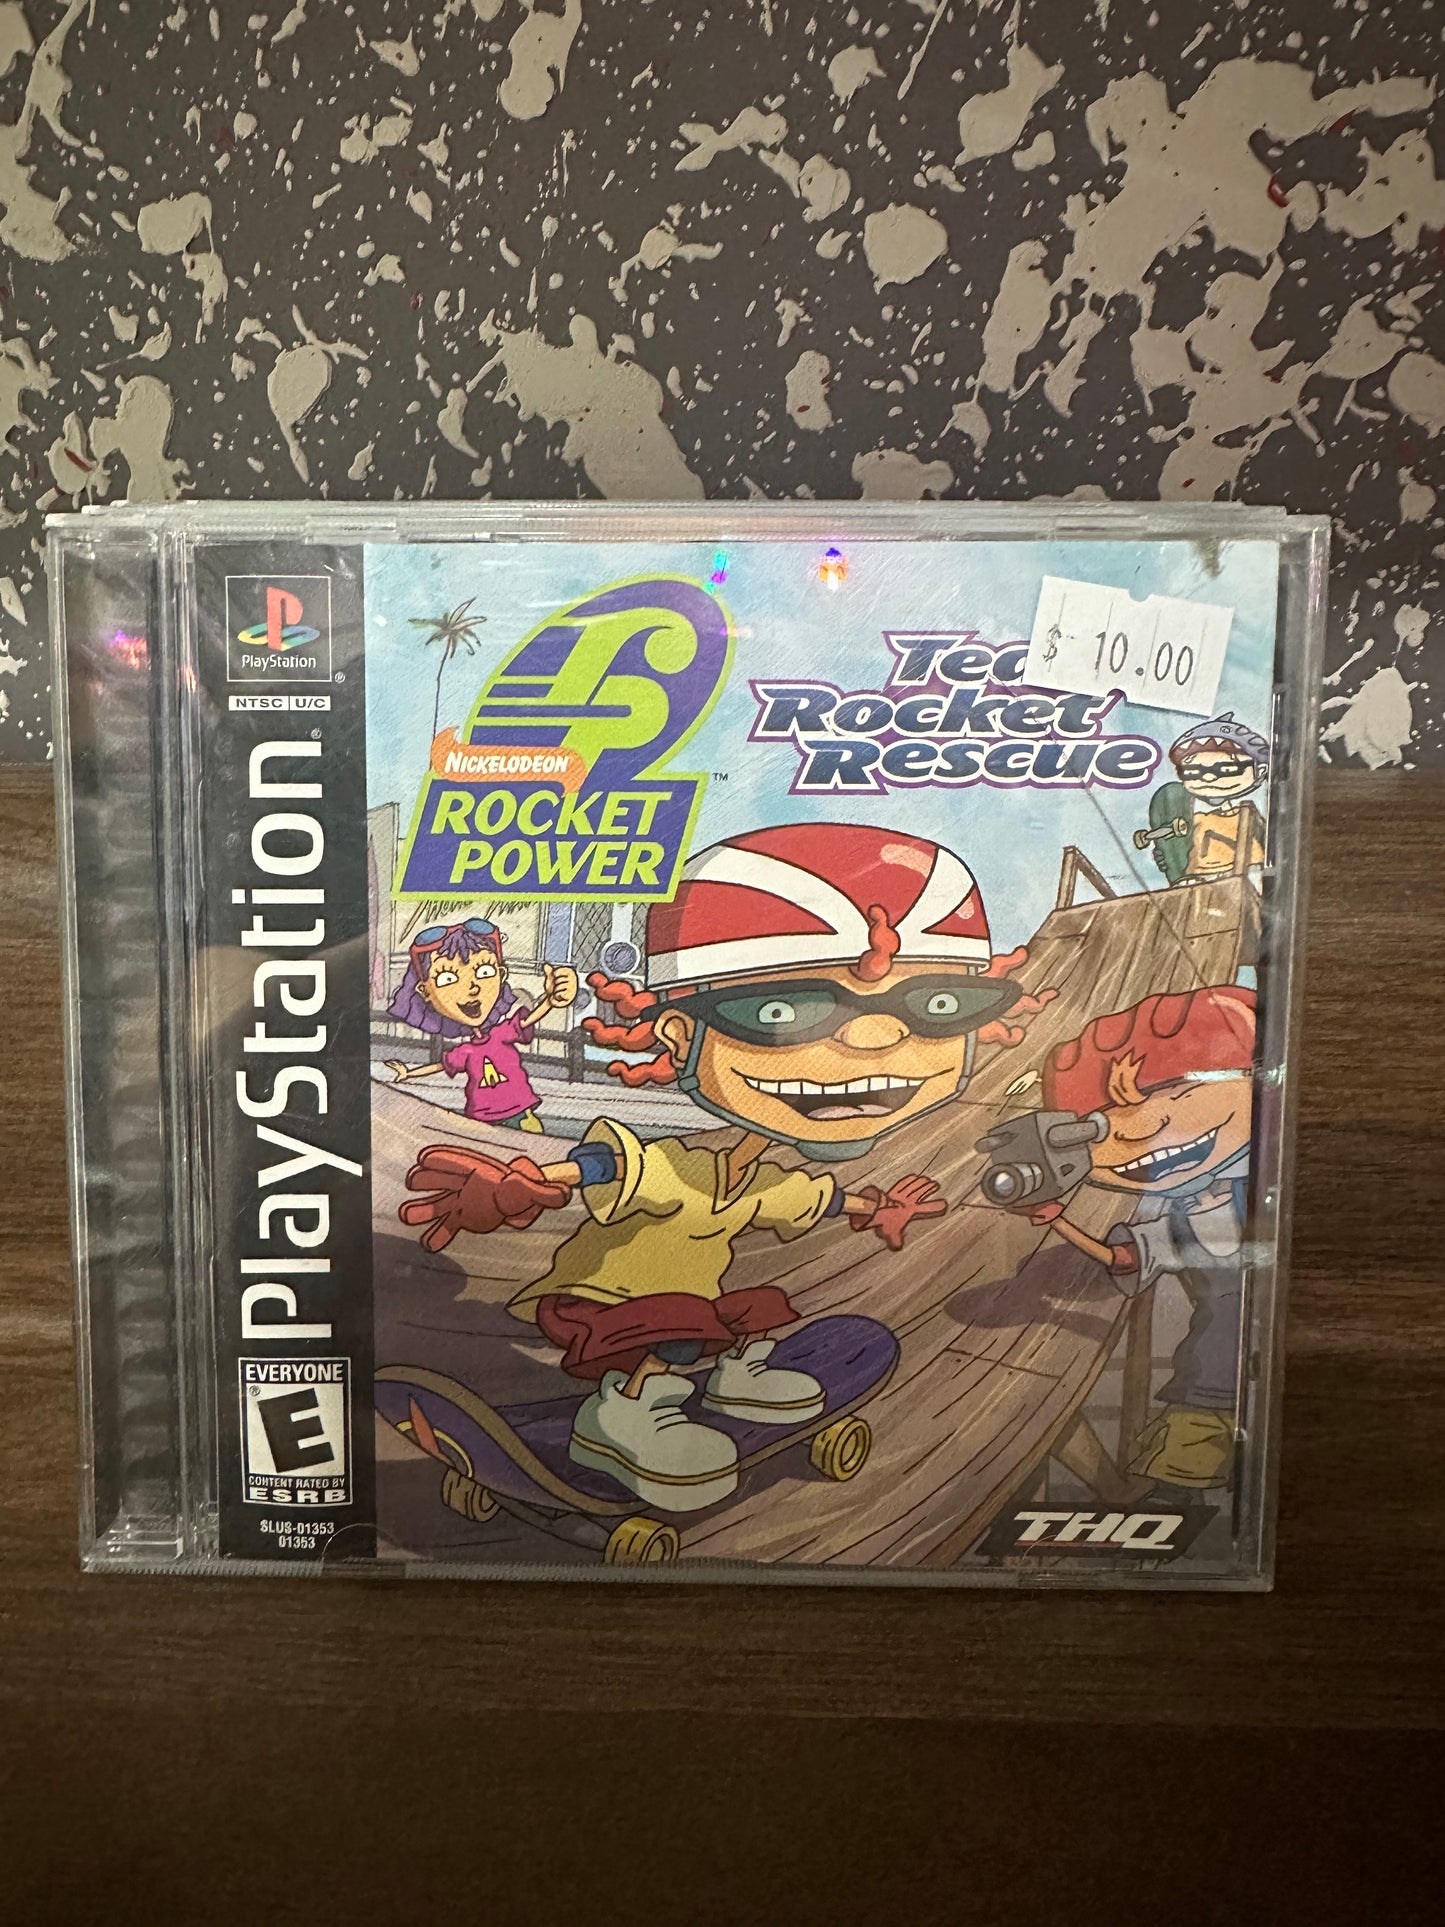 PlayStation
NTSC U/C
PlayStation
EVERYONE
E
CONTENT RATED BY
ESRB
SLUS-01353
01353
NICKELODEON
ROCKET
POWER
TM
$ 10.00
Rocket
Rescue
THQ